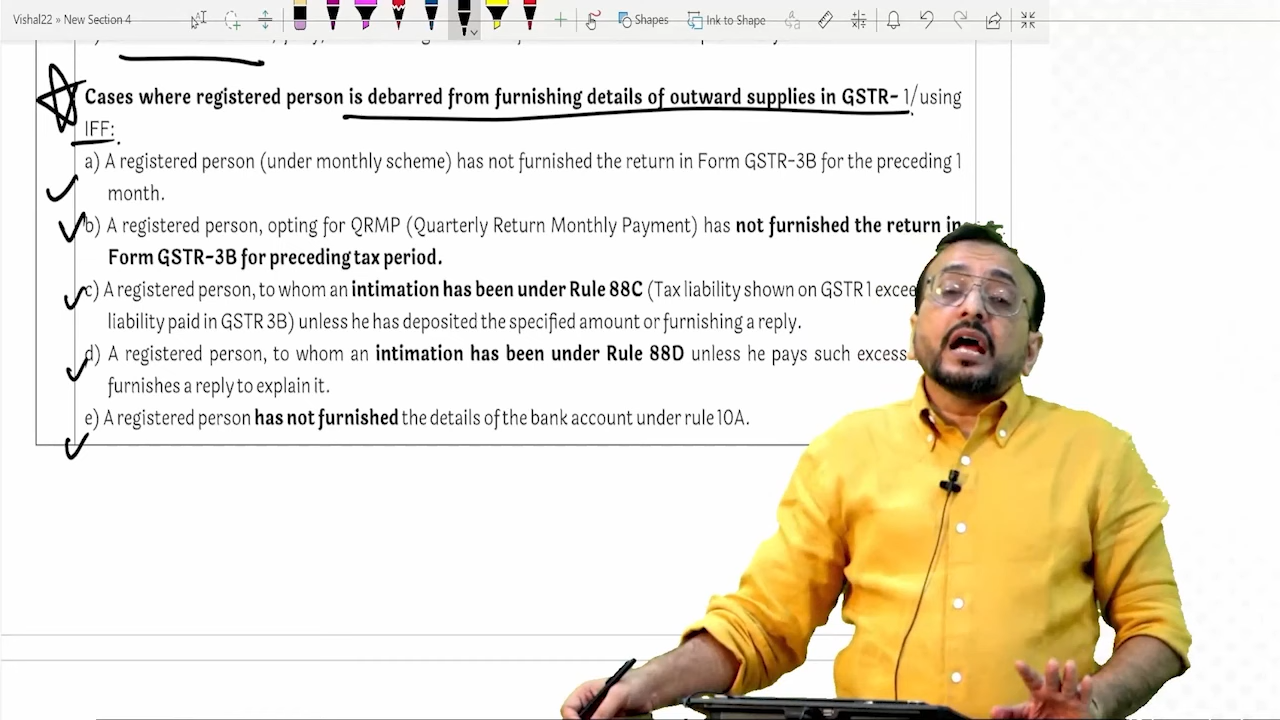 Vishal22 » New Section 4
Shapes
Ink to Shape
Cases where registered person is debarred from furnishing details of outward supplies in GSTR- 1/using
IFF:
a) A registered person (under monthly scheme) has not furnished the return in Form GSTR-3B for the preceding 1
month.
b) A registered person, opting for QRMP (Quarterly Return Monthly Payment) has not furnished the return in
Form GSTR-3B for preceding tax period.
c) A registered person, to whom an intimation has been under Rule 88C (Tax liability shown on GSTR 1
liability paid in GSTR 3B) unless he has deposited the specified amount or furnishing a reply.
d) A registered person, to whom an intimation has been under Rule 88D unless he pays such excess
furnishes a reply to explain it.
e) A registered person has not furnished the details of the bank account under rule 10A.